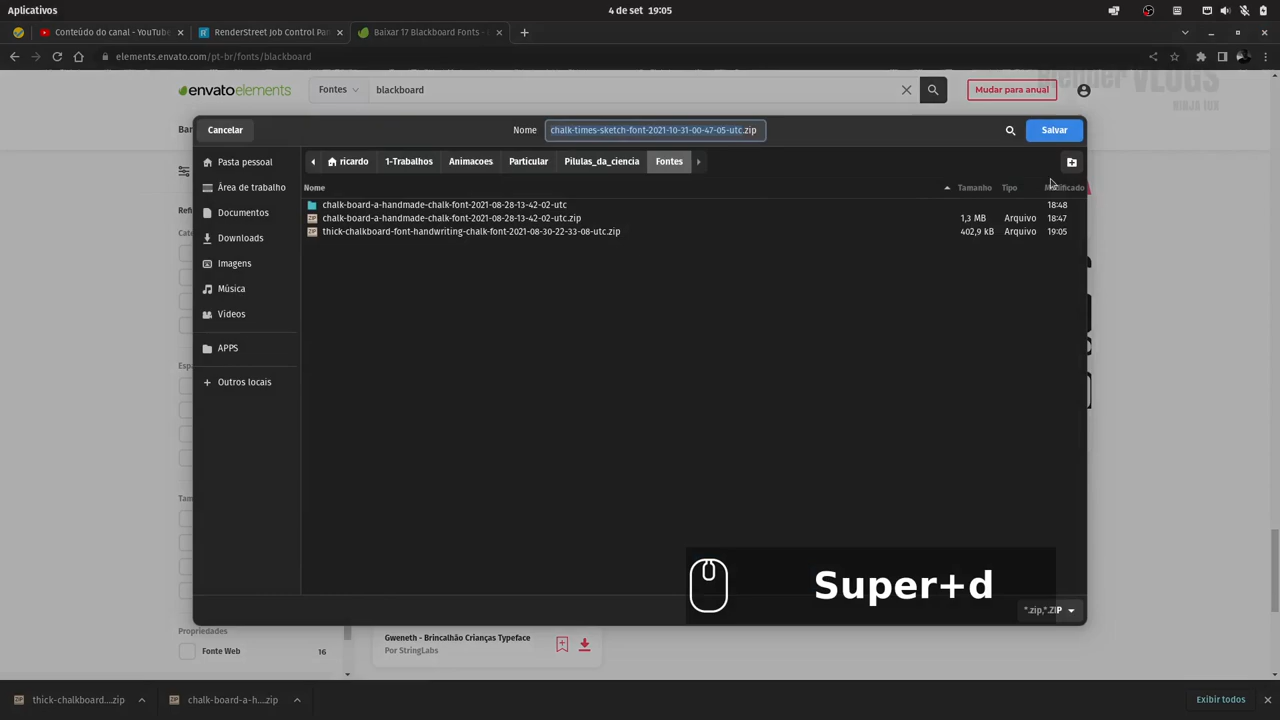 Aplicativos
4 de set 19:05
Conteúdo do canal - YouTube
RenderStreet Job Control Pa
Baixar 17 Blackboard Fonts -
elements.envato.com/pt-br/fonts/blackboard
envatoelements
Fontes
blackboard
Mudar para anual
Blender VLOGS
NINJA LUX
Cancelar
Nome
chalk-times-sketch-font-2021-10-31-00-47-05-utc.zip
Salvar
Pasta pessoal
ricardo
1-Trabalhos
Animacoes
Particular
Pilulas_da_ciencia
Fontes
Área de trabalho
Nome
Tamanho
Tipo
Modificado
chalk-board-a-handmade-chalk-font-2021-08-28-13-42-02-utc
18:48
Documentos
chalk-board-a-handmade-chalk-font-2021-08-28-13-42-02-utc.zip
1,3 MB
Arquivo
18:47
thick-chalkboard-font-handwriting-chalk-font-2021-08-30-22-33-08-utc.zip
402,9 kB
Arquivo
19:05
Downloads
Imagens
Música
Vídeos
APPS
Outros locais
Super+d
*.zip,*.ZIP
Propriedades
Fonte Web
16
Gweneth - Brincalhão Crianças Typeface
Por StringLabs
thick-chalkboard....zip
chalk-board-a-h....zip
Exibir todos